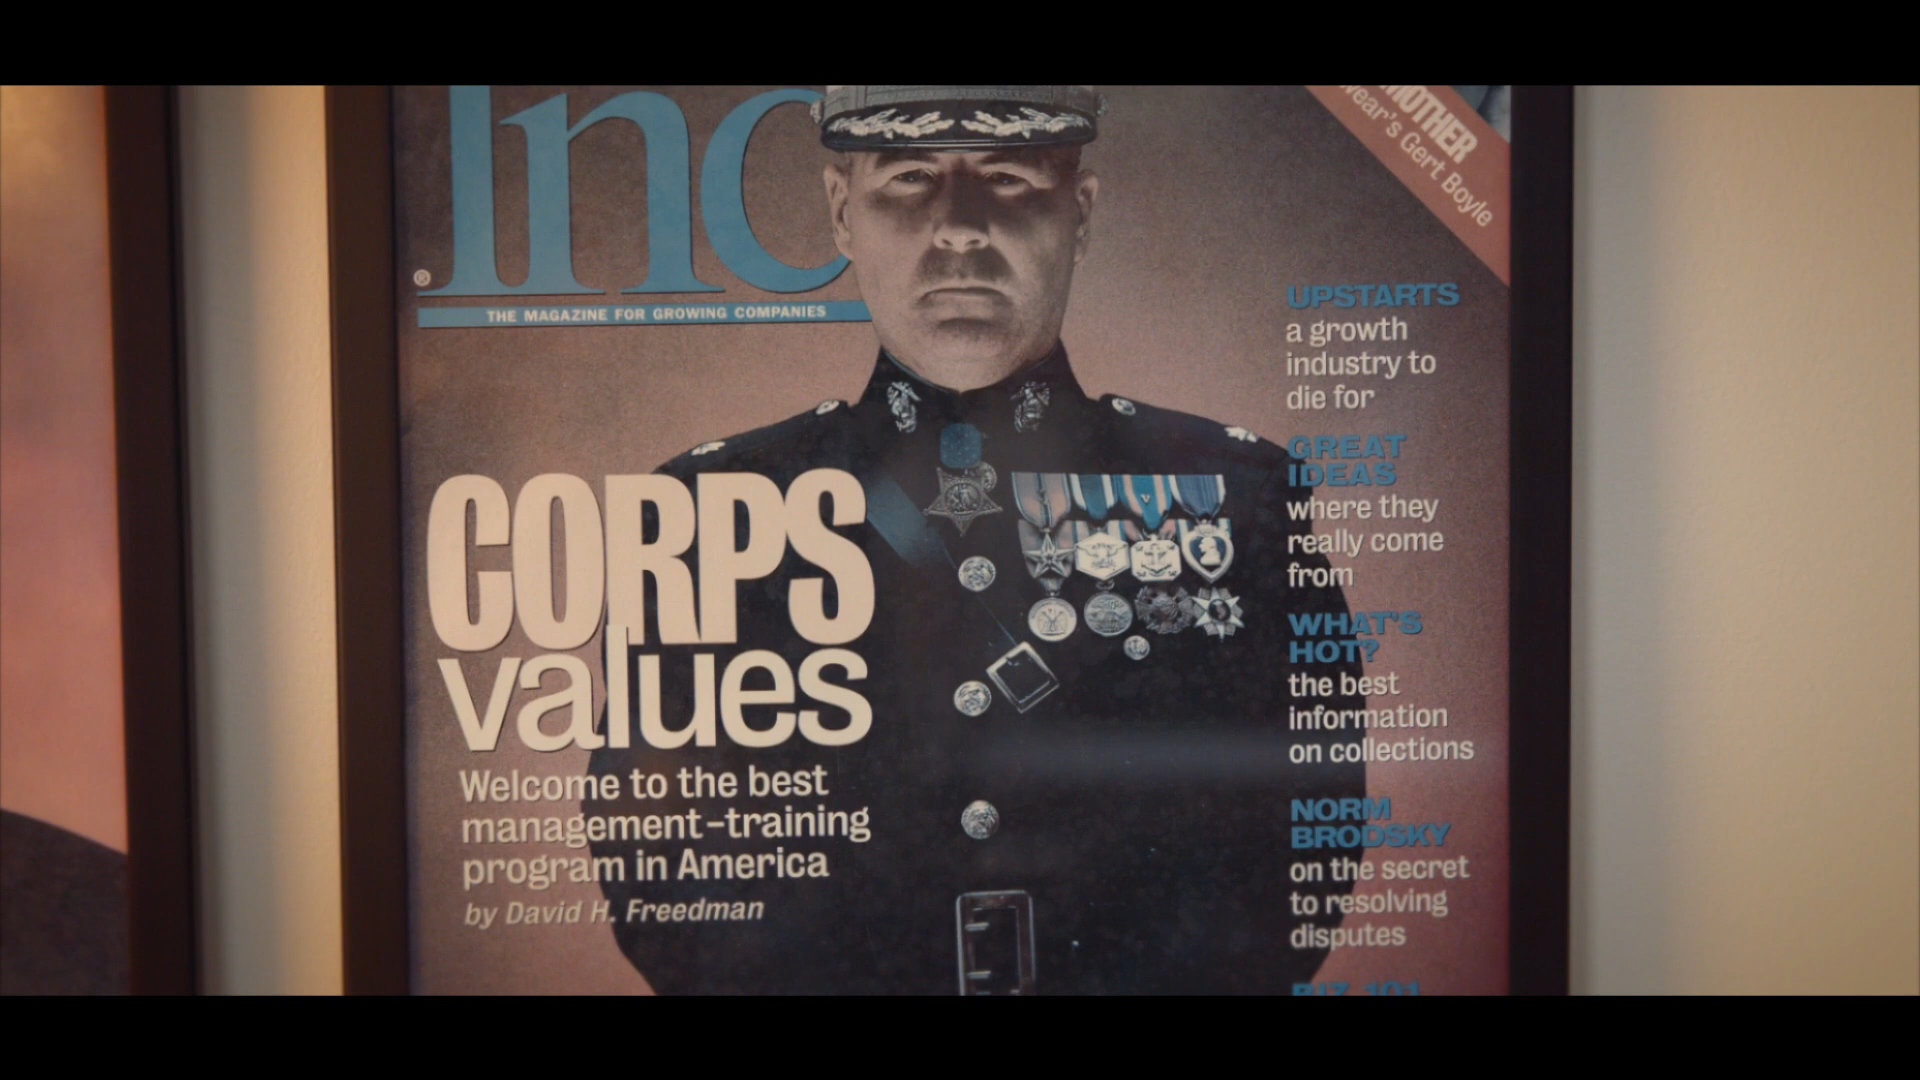 Inc
®
THE MAGAZINE FOR GROWING COMPANIES
MOTHER
wear's Gert Boyle
CORPS
values
Welcome to the best
management-training
program in America
by David H. Freedman
UPSTARTS
a growth
industry to
die for
GREAT
IDEAS
where they
really come
from
WHAT'S
HOT?
the best
information
on collections
NORM
BRODSKY
on the secret
to resolving
disputes
BIZ 101